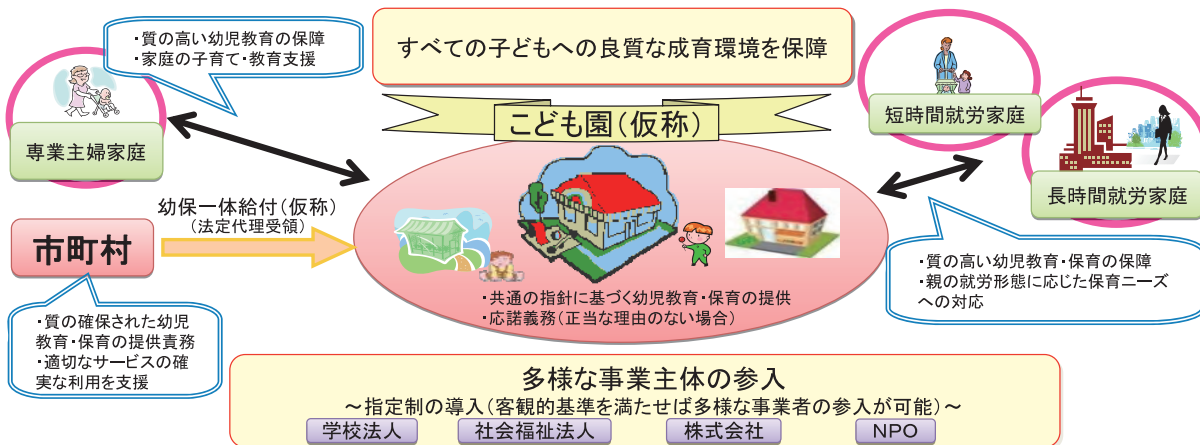 ・質の高い幼児教育の保障
・家庭の子育て・教育支援
すべての子どもへの良質な成育環境を保障
専業主婦家庭
こども園(仮称)
短時間就労家庭
長時間就労家庭
幼保一体給付(仮称)
(法定代理受領)
市町村
・共通の指針に基づく幼児教育・保育の提供
・応諾義務(正当な理由のない場合)
・質の高い幼児教育・保育の保障
・親の就労形態に応じた保育ニーズ
への対応
・質の確保された幼児
教育・保育の提供責務
・適切なサービスの確
実な利用を支援
多様な事業主体の参入
～指定制の導入(客観的基準を満たせば多様な事業者の参入が可能)～
学校法人
社会福祉法人
株式会社
NPO